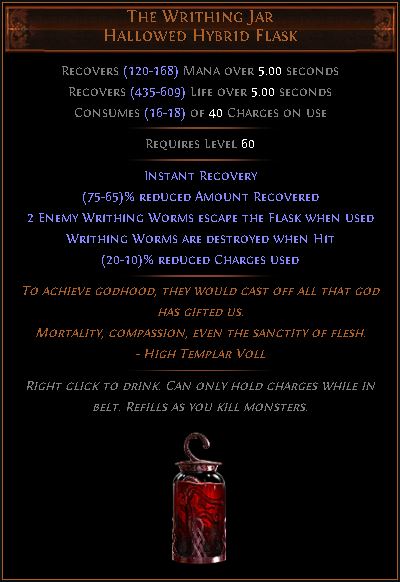 The Writhing Jar
Hallowed Hybrid Flask
Recovers (120-168) Mana over 5.00 seconds
Recovers (435-609) Life over 5.00 seconds
Consumes (16-18) of 40 Charges on use
Requires Level 60
Instant Recovery
(75-65)% reduced Amount Recovered
2 Enemy Writhing Worms escape the Flask when used
Writhing Worms are destroyed when Hit
(20-10)% reduced Charges used
To achieve godhood, they would cast off all that god
has gifted us.
Mortality, compassion, even the sanctity of flesh.
- High Templar Voll
Right click to drink. Can only hold charges while in
belt. Refills as you kill monsters.